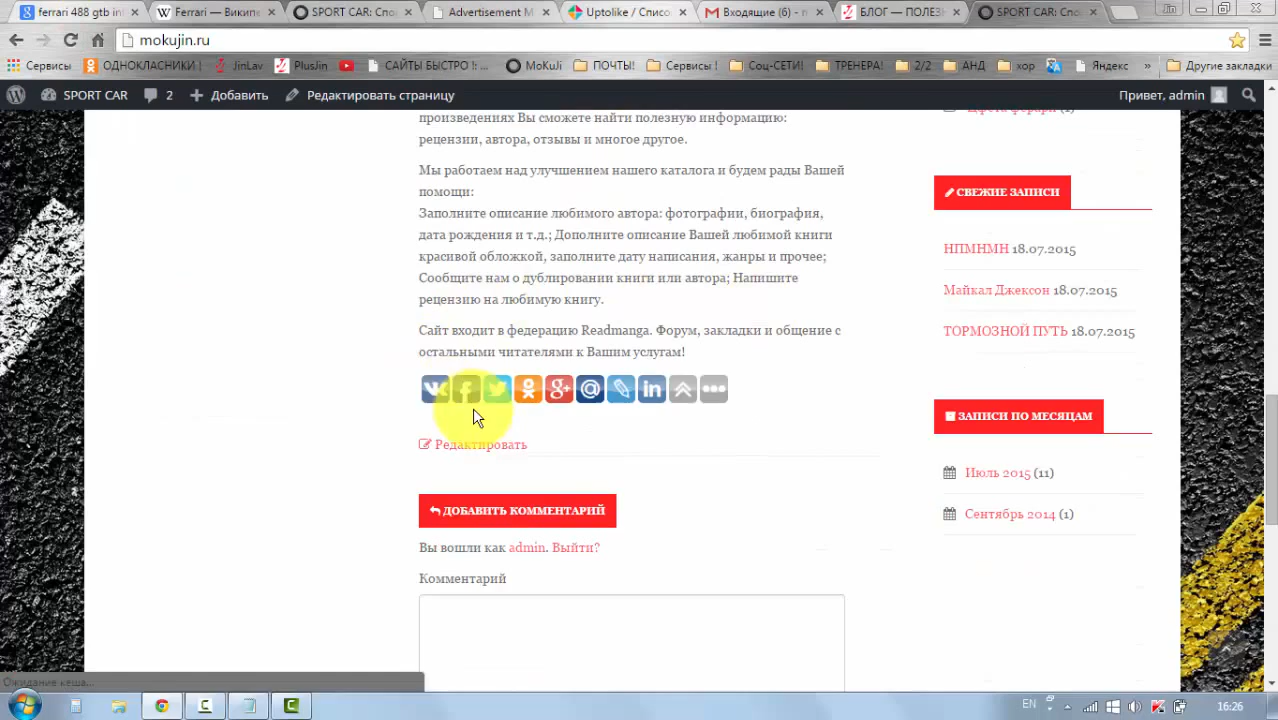 ferrari 488 gtb in
Ferrari — Википе
SPORT CAR: Спо
Advertisement M
Uptolike / Списо
Входящие (6) - m
БЛОГ — ПОЛЕЗ
SPORT CAR: Спо
Jin
mokujin.ru
Сервисы
ОДНОКЛАСНИКИ
JinLav
PlusJin
САЙТЫ БЫСТРО !:
MoKuJi
ПОЧТЫ!
Сервисы !
Соц-СЕТИ!
ТРЕНЕРА!
2/2
АНД
хор
Яндекс
»
Другие закладки
SPORT CAR
2
Добавить
Редактировать страницу
Привет, admin
произведениях Вы сможете найти полезную информацию:
рецензии, автора, отзывы и многое другое.
Мы работаем над улучшением нашего каталога и будем рады Вашей
помощи:
Заполните описание любимого автора: фотографии, биография,
дата рождения и т.д.; Дополните описание Вашей любимой книги
красивой обложкой, заполните дату написания, жанры и прочее;
Сообщите нам о дублировании книги или автора; Напишите
рецензию на любимую книгу.
Сайт входит в федерацию Readmanga. Форум, закладки и общение с
остальными читателями к Вашим услугам!
Редактировать
ДОБАВИТЬ КОММЕНТАРИЙ
Вы вошли как admin. Выйти?
Комментарий
СВЕЖИЕ ЗАПИСИ
НПМНМН 18.07.2015
Майкал Джексон 18.07.2015
ТОРМОЗНОЙ ПУТЬ 18.07.2015
ЗАПИСИ ПО МЕСЯЦАМ
Июль 2015 (11)
Сентябрь 2014 (1)
Ожидание кеша...
EN
16:26